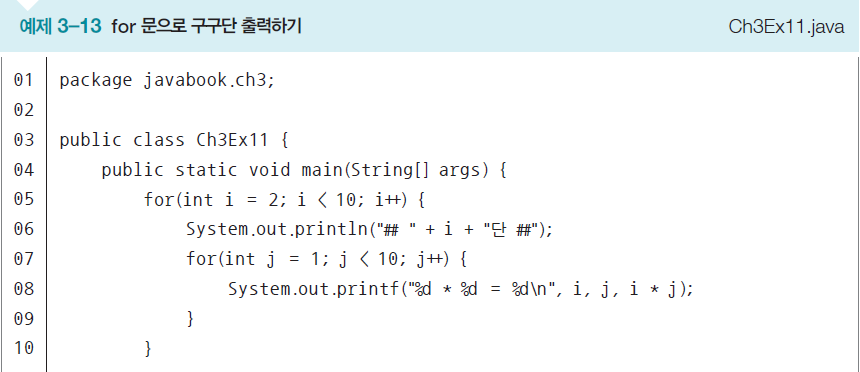 예제 3-13 for 문으로 구구단 출력하기 Ch3Ex11.java
01 package javabook.ch3;
02
03 public class Ch3Ex11 {
04     public static void main(String[] args) {
05         for(int i = 2; i < 10; i++) {
06             System.out.println("## " + i + "단 ##");
07             for(int j = 1; j < 10; j++) {
08                 System.out.printf("%d * %d = %d\n", i, j, i * j);
09             }
10         }